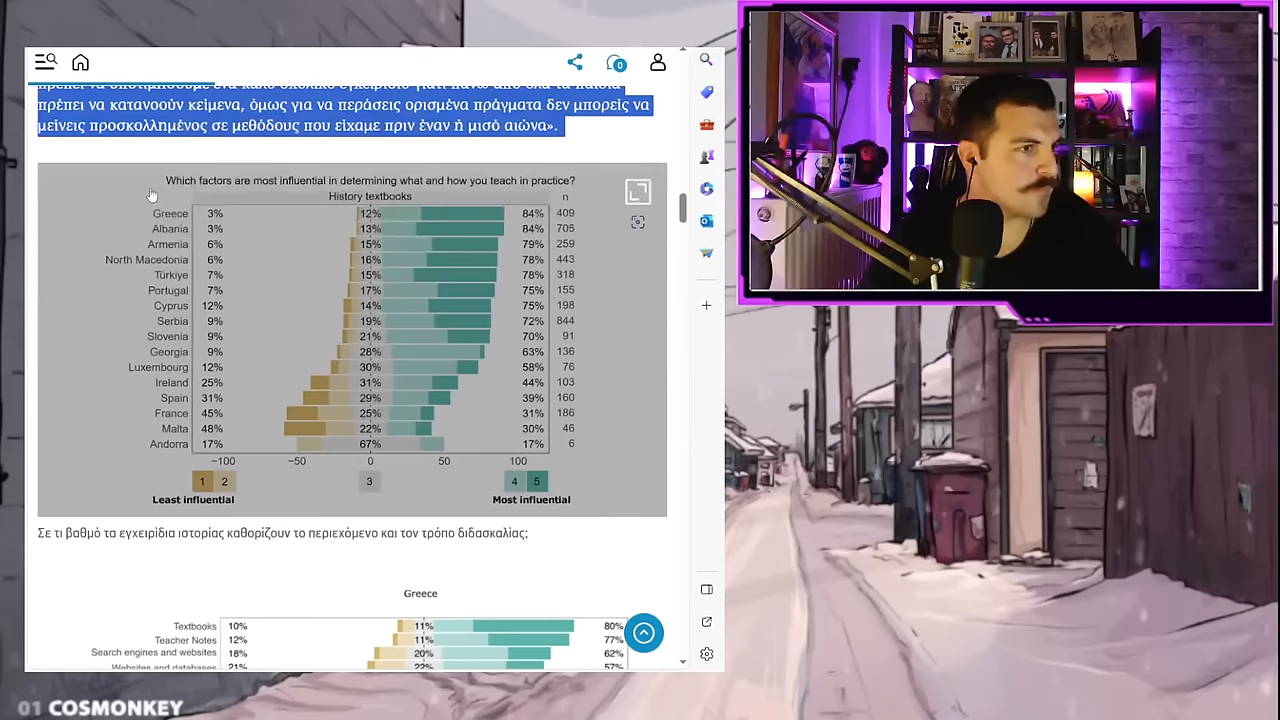 0
πρέπει να κατανοούν κείμενα, όμως για να περάσεις ορισμένα πράγματα δεν μπορείς να
μείνεις προσκολλημένος σε μεθόδους που είχαμε πριν έναν ή μισό αιώνα».
Which factors are most influential in determining what and how you teach in practice?
History textbooks n
Greece 3% 12% 84% 409
Albania 3% 13% 84% 705
Armenia 6% 15% 79% 259
North Macedonia 6% 16% 78% 443
Türkiye 7% 15% 78% 318
Portugal 7% 17% 75% 155
Cyprus 12% 14% 75% 198
Serbia 9% 19% 72% 844
Slovenia 9% 21% 70% 91
Georgia 9% 28% 63% 136
Luxembourg 12% 30% 58% 76
Ireland 25% 31% 44% 103
Spain 31% 29% 39% 160
France 45% 25% 31% 186
Malta 48% 22% 30% 46
Andorra 17% 67% 17% 6
−100 −50 0 50 100
1 2 3 4 5
Least influential Most influential
Σε τι βαθμό τα εγχειρίδια ιστορίας καθορίζουν το περιεχόμενο και τον τρόπο διδασκαλίας;
Greece
Textbooks 10% 11% 80%
Teacher Notes 12% 11% 77%
Search engines and websites 18% 20% 62%
Websites and databases 21% 22% 57%
01 COSMONKEY